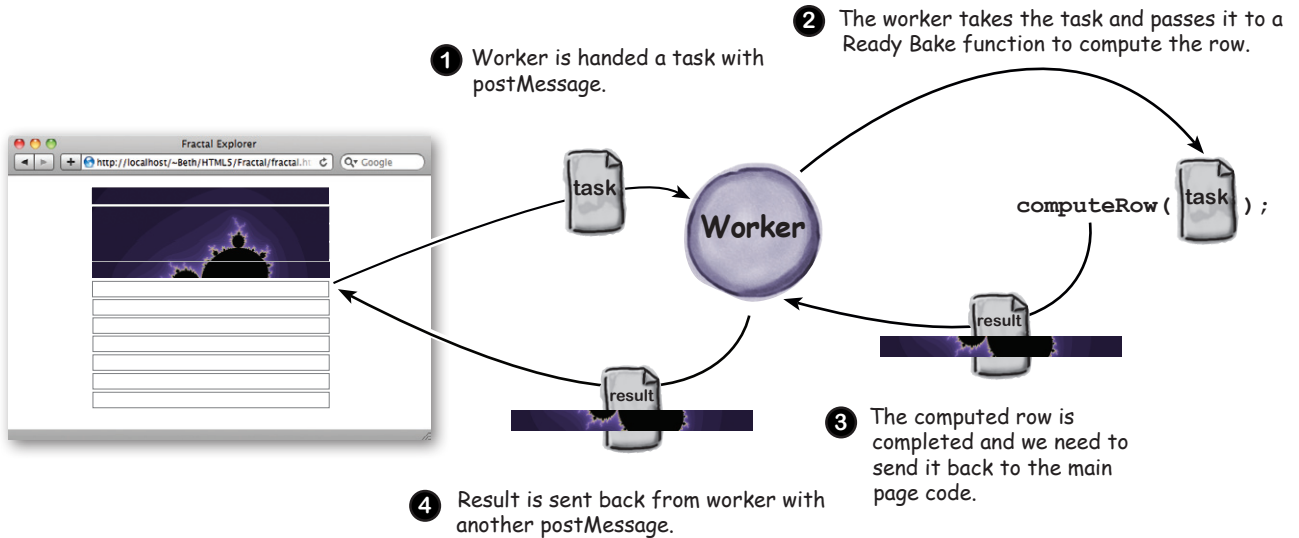 2 The worker takes the task and passes it to a
Ready Bake function to compute the row.
1 Worker is handed a task with
postMessage.
Fractal Explorer
http://localhost/~Beth/HTML5/Fractal/fractal.ht
Google
task
Worker
computeRow( task );
result
result
3 The computed row is
completed and we need to
send it back to the main
page code.
4 Result is sent back from worker with
another postMessage.